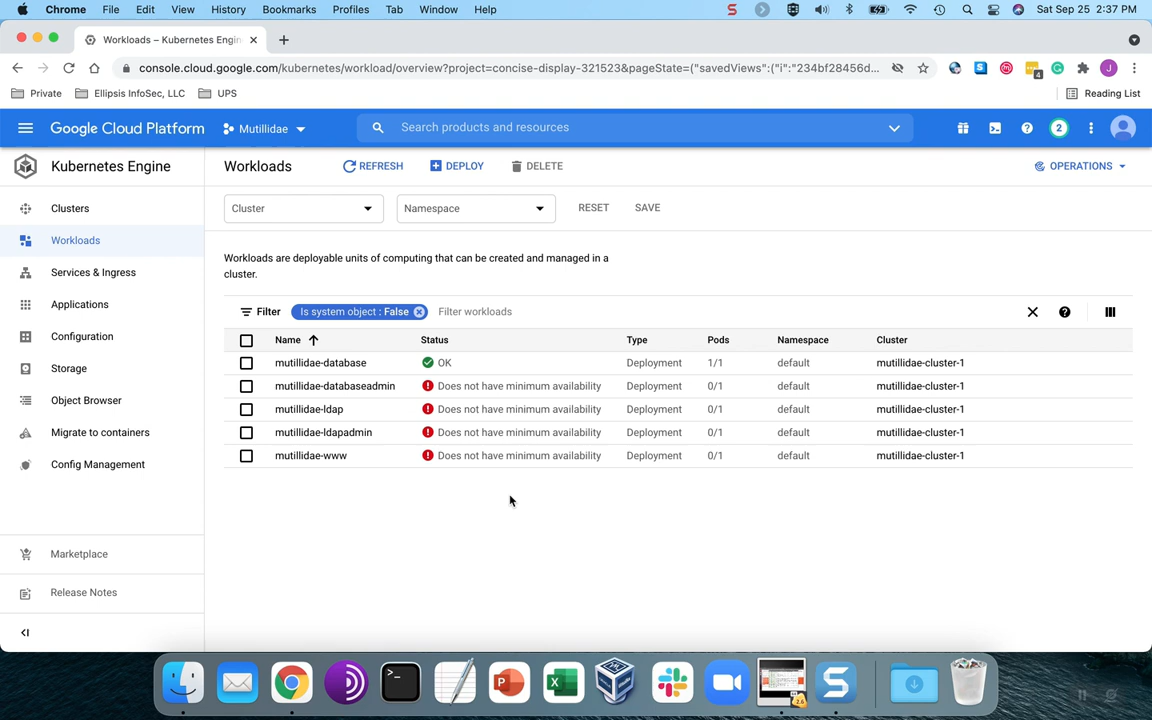 Chrome File Edit View History Bookmarks Profiles Tab Window Help S Sat Sep 25 2:37 PM
Workloads – Kubernetes Engin
console.cloud.google.com/kubernetes/workload/overview?project=concise-display-321523&pageState=("savedViews":("i":"234bf28456d... S 4 J
Private Ellipsis InfoSec, LLC UPS Reading List
Google Cloud Platform Mutillidae Search products and resources ? 2
Kubernetes Engine Workloads REFRESH DEPLOY DELETE OPERATIONS
Clusters Cluster Namespace RESET SAVE
Workloads
Workloads are deployable units of computing that can be created and managed in a
cluster.
Services & Ingress
Applications
Filter Is system object : False Filter workloads ?
Configuration
Name Status Type Pods Namespace Cluster
mutillidae-database OK Deployment 1/1 default mutillidae-cluster-1
Storage
mutillidae-databaseadmin ! Does not have minimum availability Deployment 0/1 default mutillidae-cluster-1
Object Browser
mutillidae-ldap ! Does not have minimum availability Deployment 0/1 default mutillidae-cluster-1
Migrate to containers
mutillidae-ldapadmin ! Does not have minimum availability Deployment 0/1 default mutillidae-cluster-1
mutillidae-www ! Does not have minimum availability Deployment 0/1 default mutillidae-cluster-1
Config Management
Marketplace
Release Notes
>_ P X S